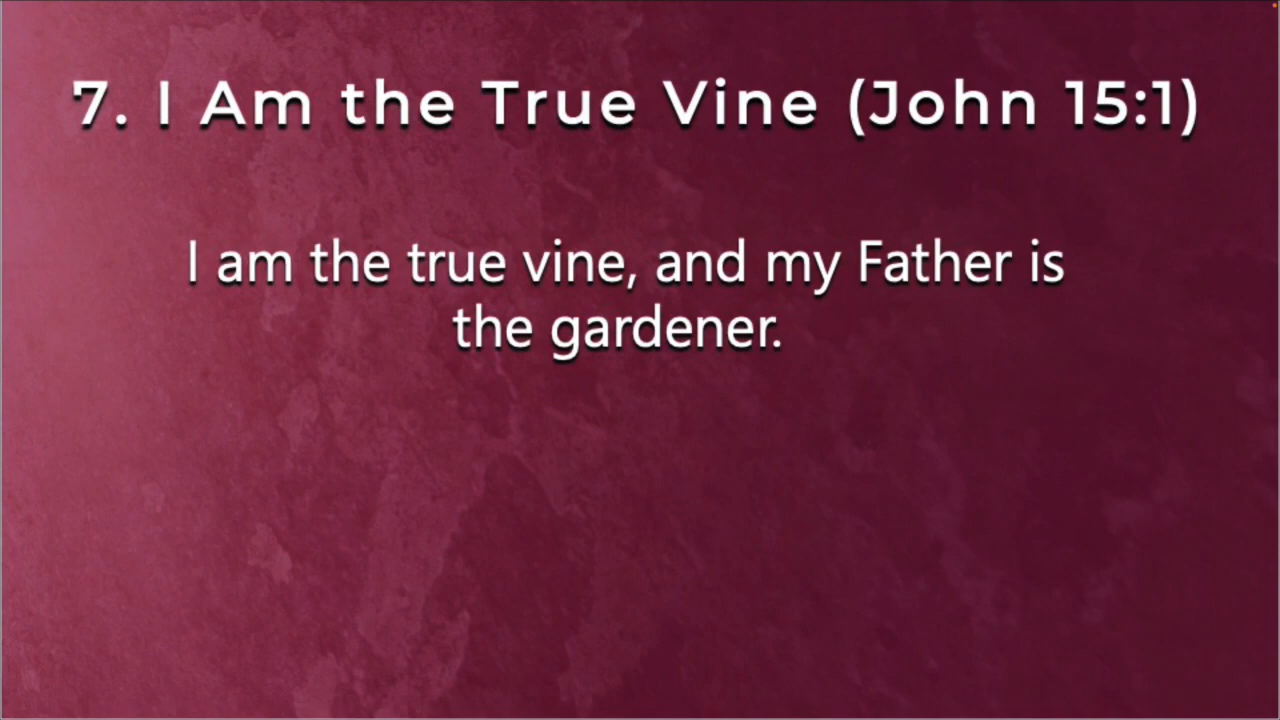 7. I Am the True Vine (John 15:1)
I am the true vine, and my Father is
the gardener.